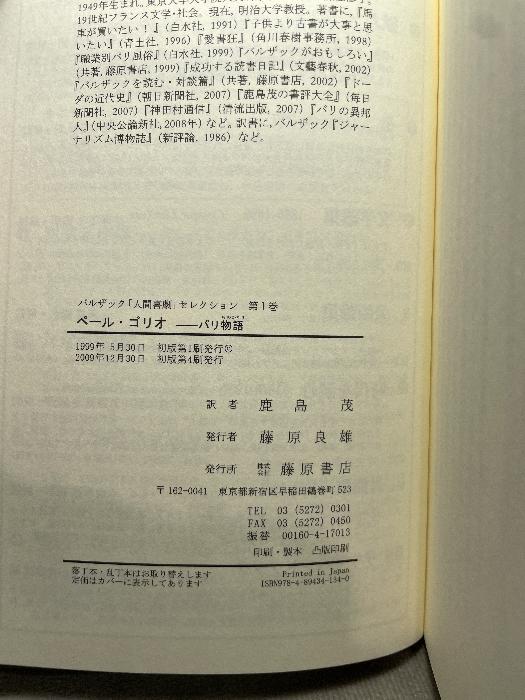 19世紀フランス文学・社会。現在, 明治大学教授。著書に,『馬
車が買いたい！』(白水社, 1991)『子供より古書が大事と思
いたい』(青土社, 1996)『愛書狂』(角川春樹事務所, 1998)
『職業別パリ風俗』(白水社, 1999)『バルザックがおもしろい』
(共著, 藤原書店, 1999)『成功する読書日記』(文藝春秋, 2002)
『バルザックを読む・対談篇』(共著, 藤原書店, 2002)『ドー
ダの近代史』(朝日新聞社, 2007)『鹿島茂の書評大全』(毎日
新聞社, 2007)『神田村通信』(清流出版, 2007)『パリの異邦
人』(中央公論新社, 2008年)など。訳書に, バルザック『ジャー
ナリズム博物誌』(新評論, 1986)など。
バルザック「人間喜劇」セレクション 第1巻
ペール・ゴリオ ——パリ物語
1999年 5月30日 初版第1刷発行©
2009年12月30日 初版第4刷発行
訳者 鹿島茂
発行者 藤原良雄
発行所 株式会社 藤原書店
〒162-0041 東京都新宿区早稲田鶴巻町523
TEL 03 (5272) 0301
FAX 03 (5272) 0450
振替 00160-4-17013
印刷・製本 凸版印刷
落丁本・乱丁本はお取り替えします
定価はカバーに表示してあります
Printed in Japan
ISBN978-4-89434-134-0